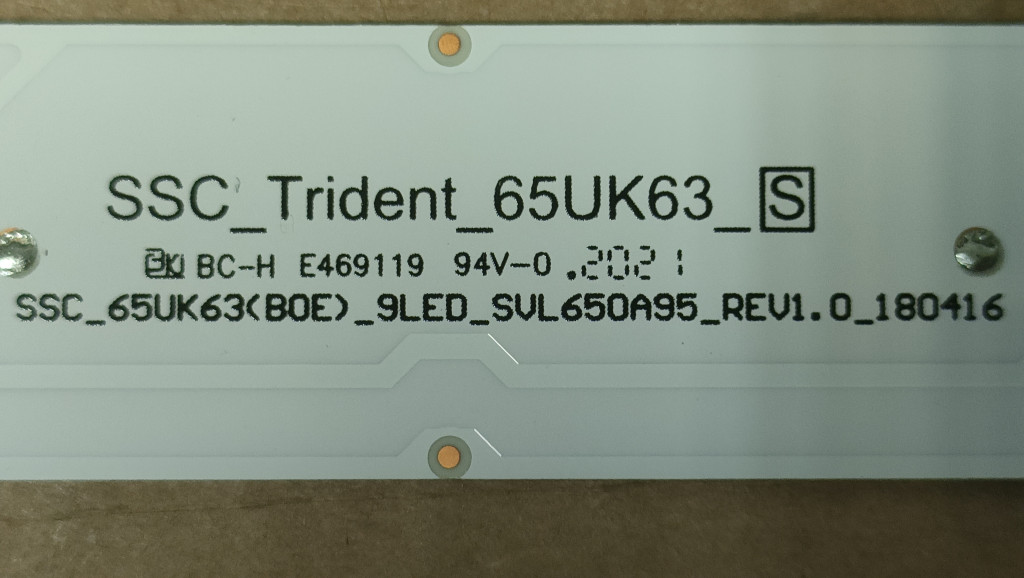 SSC_Trident_65UK63_S
BC-H E469119 94V-0 .2021
SSC_65UK63(BOE)_9LED_SVL650A95_REV1.0_180416